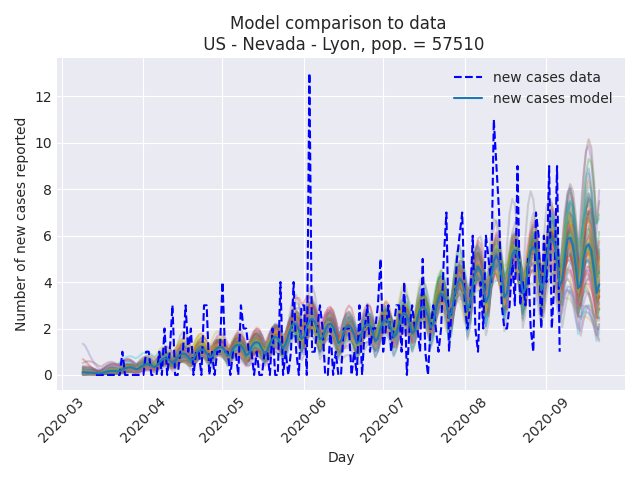 Model comparison to data
US - Nevada - Lyon, pop. = 57510
new cases data
new cases model
Number of new cases reported
12
10
8
6
4
2
0
2020-03
2020-04
2020-05
2020-06
2020-07
2020-08
2020-09
Day